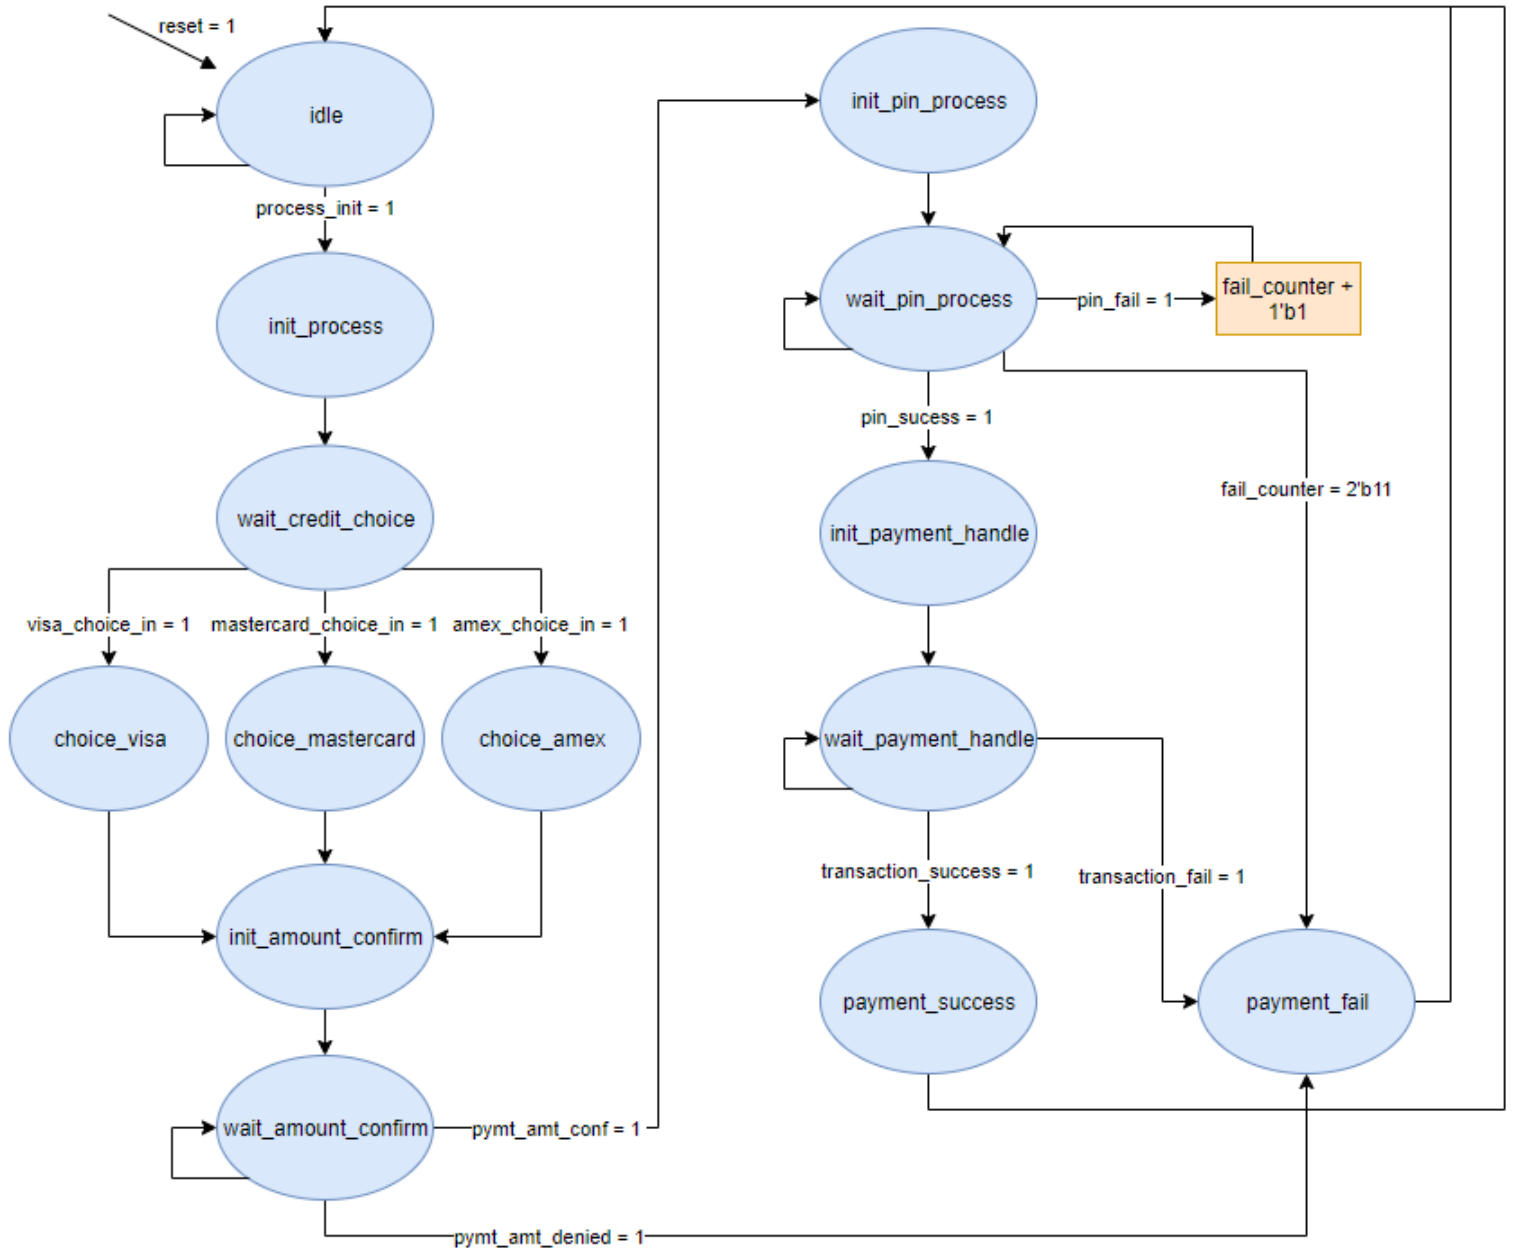 reset = 1
idle
process_init = 1
init_process
wait_credit_choice
visa_choice_in = 1
mastercard_choice_in = 1
amex_choice_in = 1
choice_visa
choice_mastercard
choice_amex
init_amount_confirm
wait_amount_confirm
pymt_amt_conf = 1
pymt_amt_denied = 1
init_pin_process
wait_pin_process
pin_fail = 1
fail_counter +
1'b1
pin_sucess = 1
fail_counter = 2'b11
init_payment_handle
wait_payment_handle
transaction_success = 1
transaction_fail = 1
payment_success
payment_fail